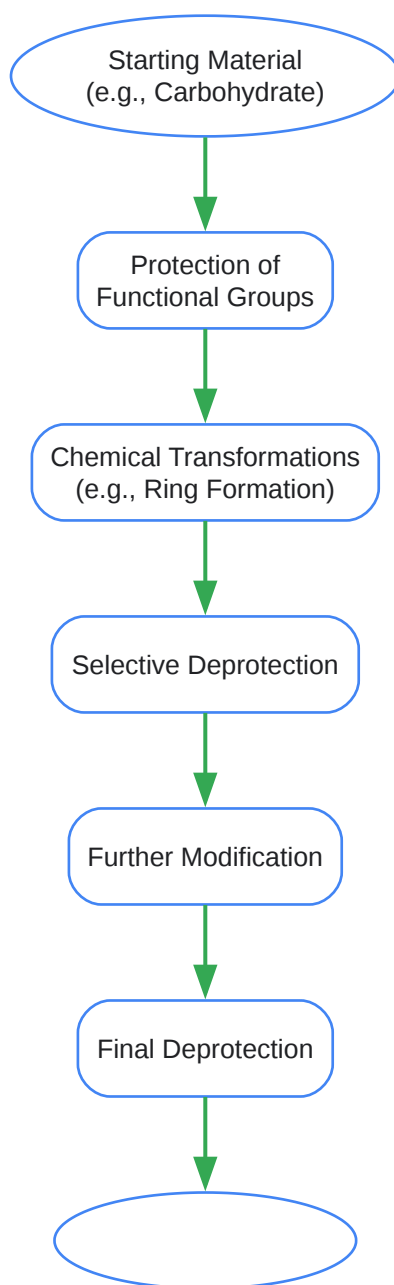 Starting Material
(e.g., Carbohydrate)
Protection of
Functional Groups
Chemical Transformations
(e.g., Ring Formation)
Selective Deprotection
Further Modification
Final Deprotection